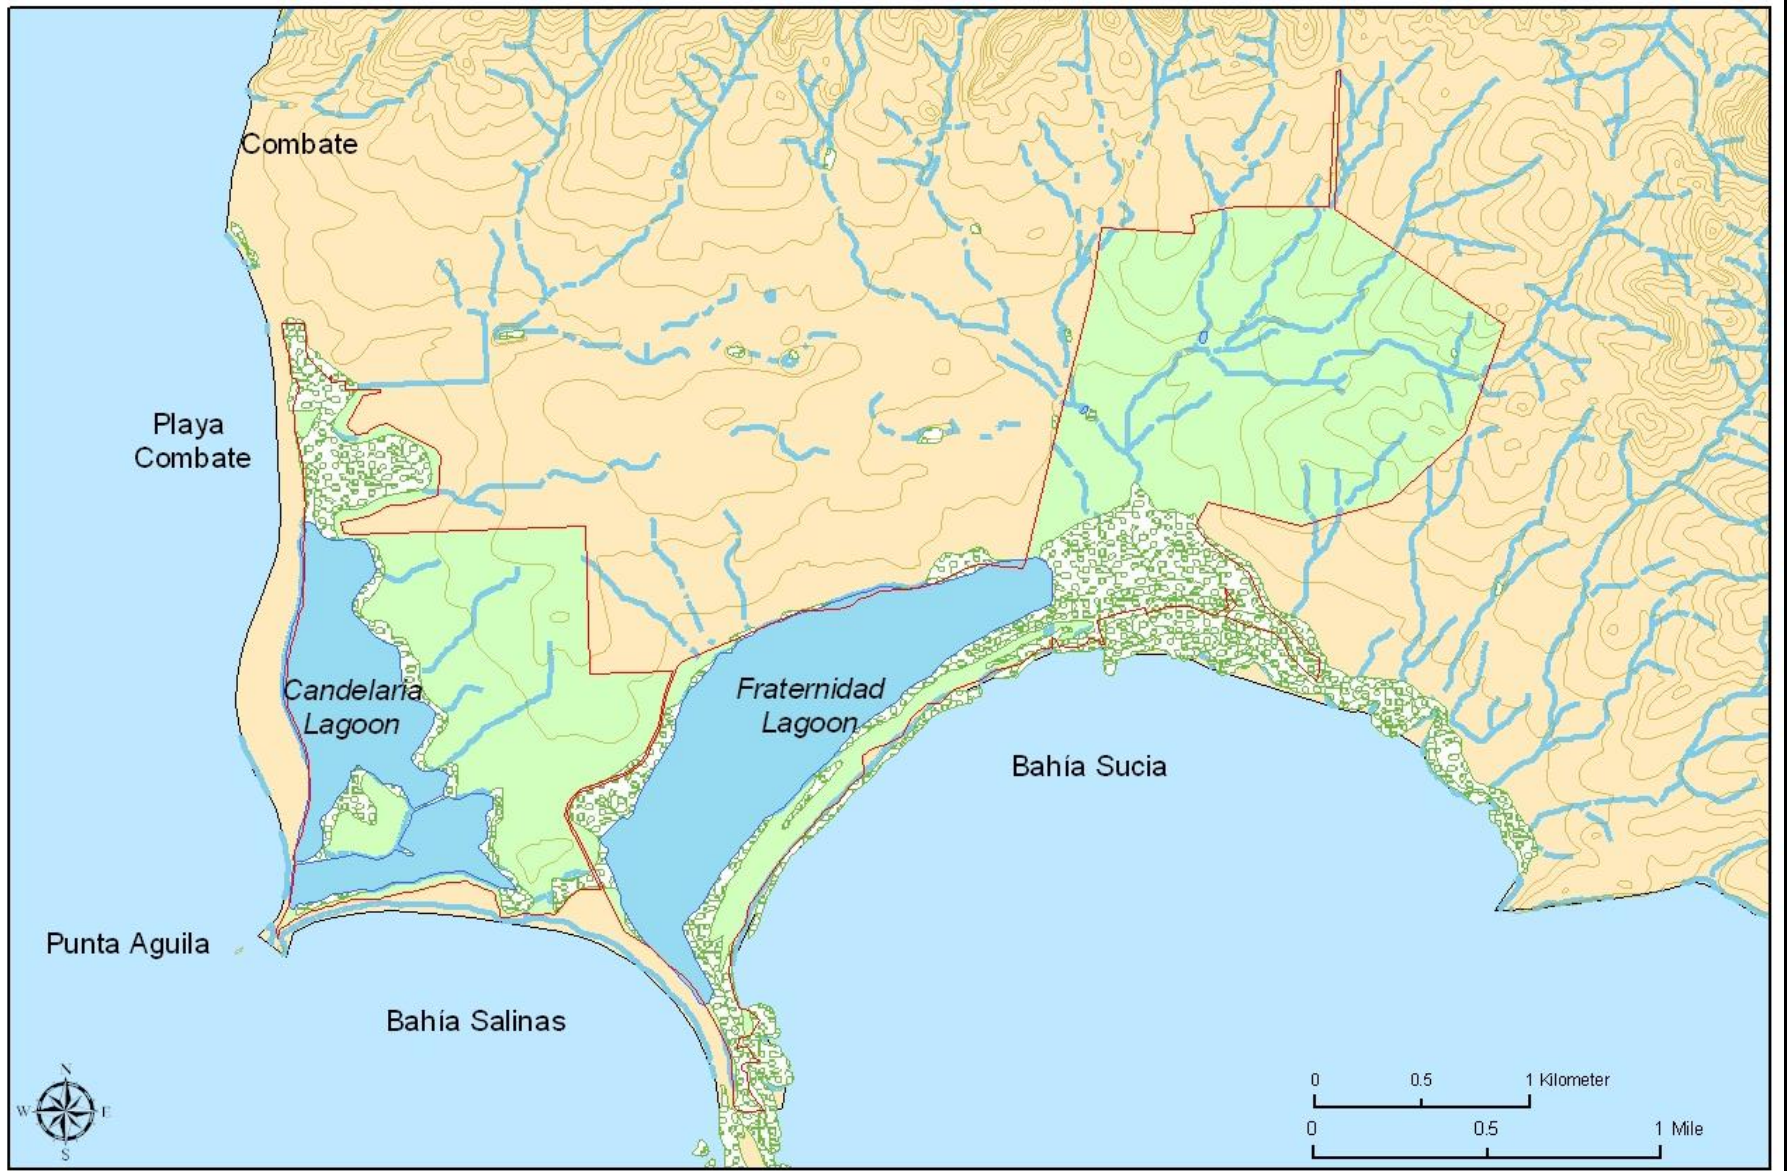 Combate
Playa
Combate
Candelaria
Lagoon
Fraternidad
Lagoon
Bahía Sucia
Punta Aguila
Bahía Salinas
N
W E
S
0 0.5 1 Kilometer
0 0.5 1 Mile